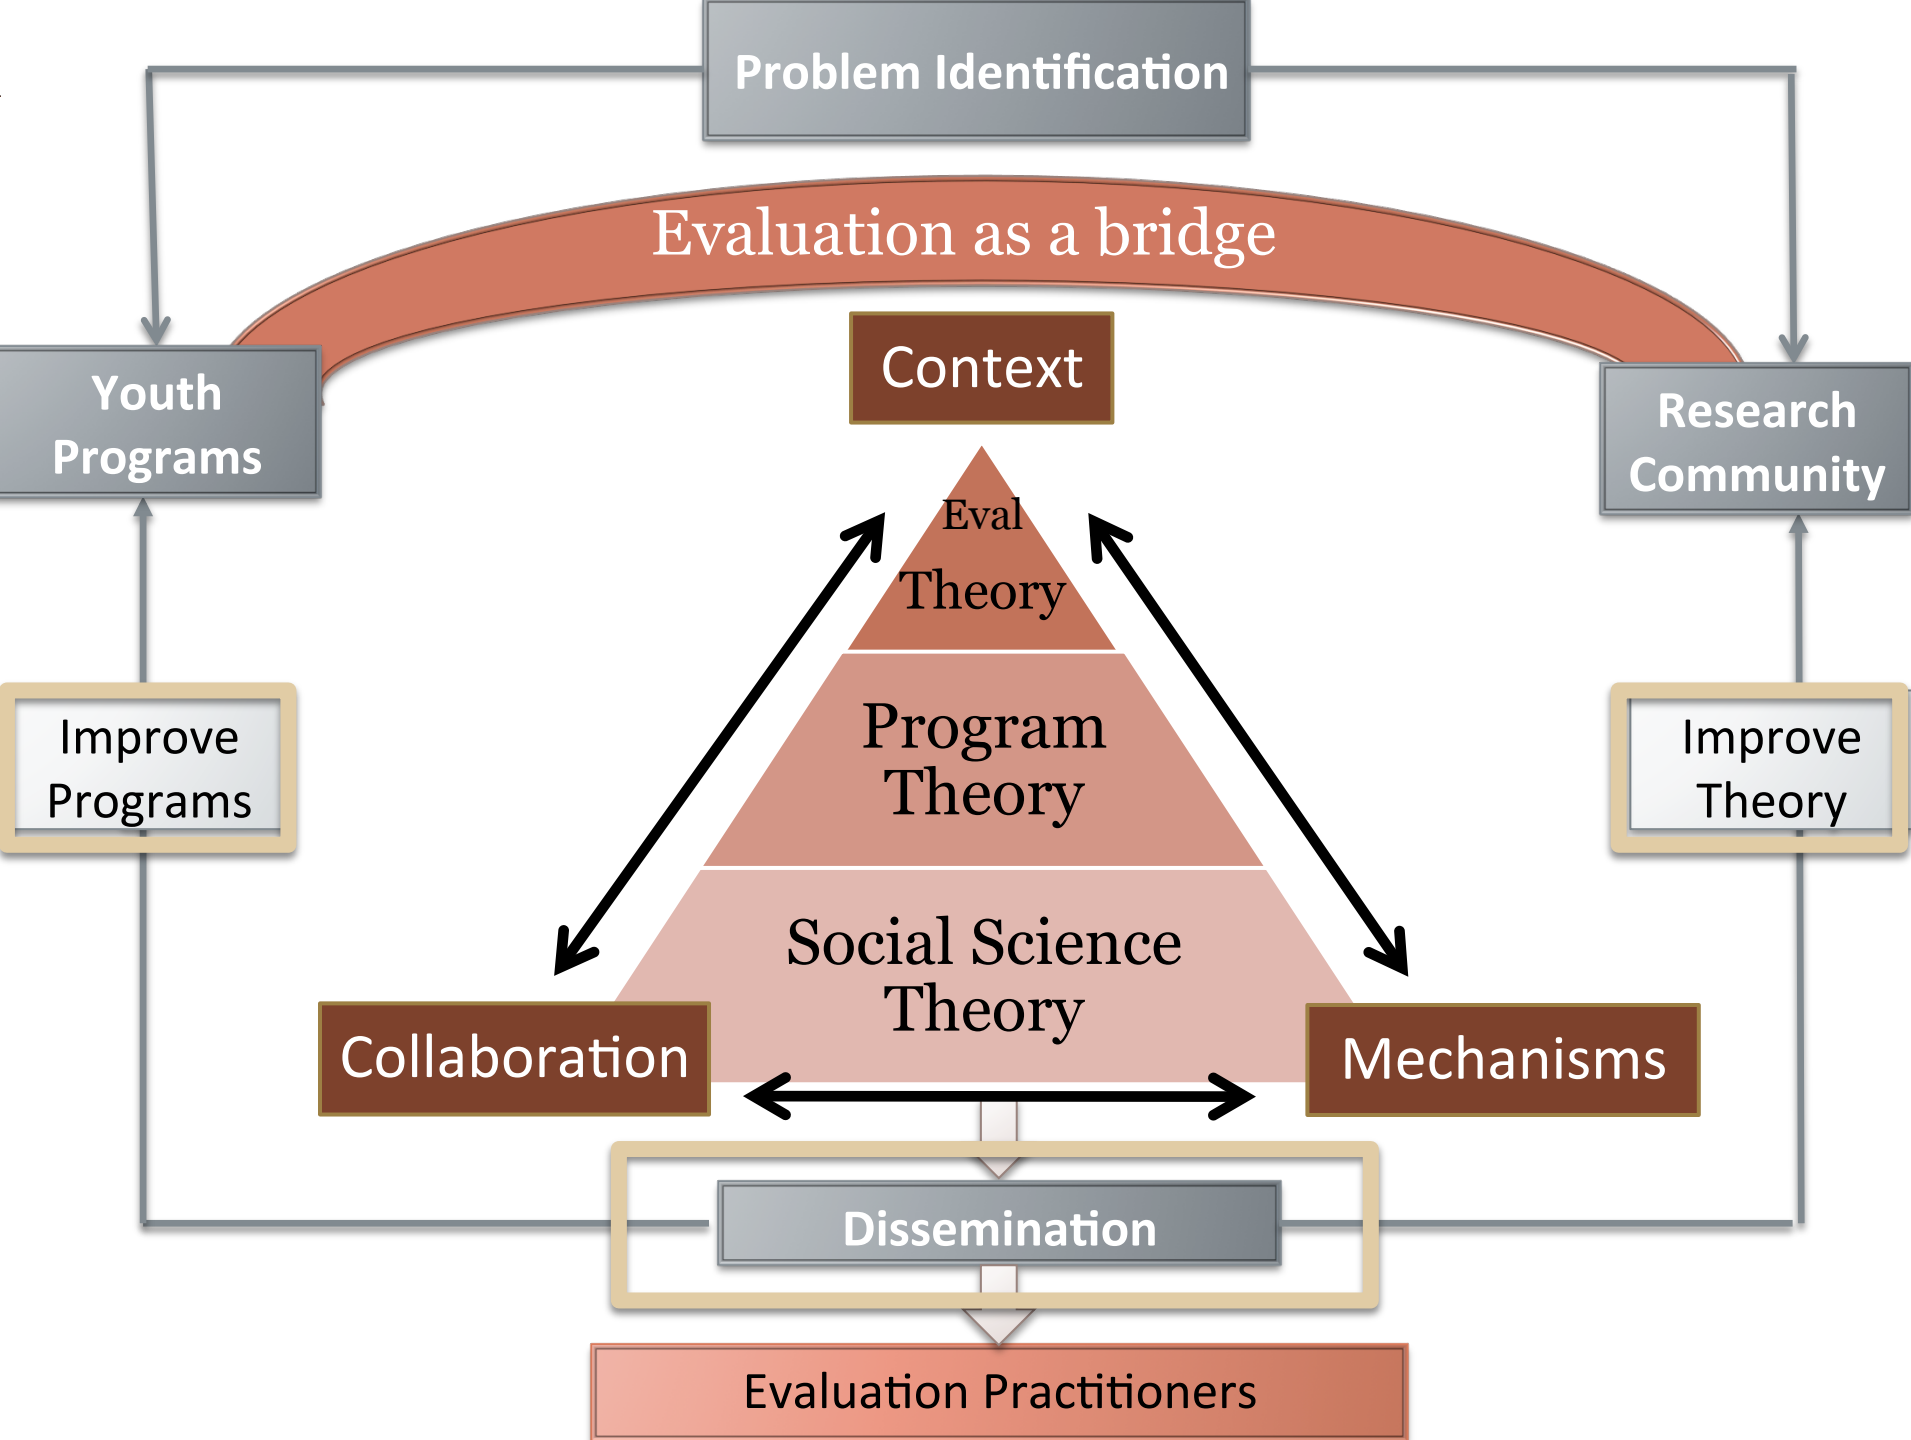 Problem Identification
Evaluation as a bridge
Context
Youth
Programs
Research
Community
Eval
Theory
Program
Theory
Improve
Programs
Improve
Theory
Social Science
Theory
Collaboration
Mechanisms
Dissemination
Evaluation Practitioners